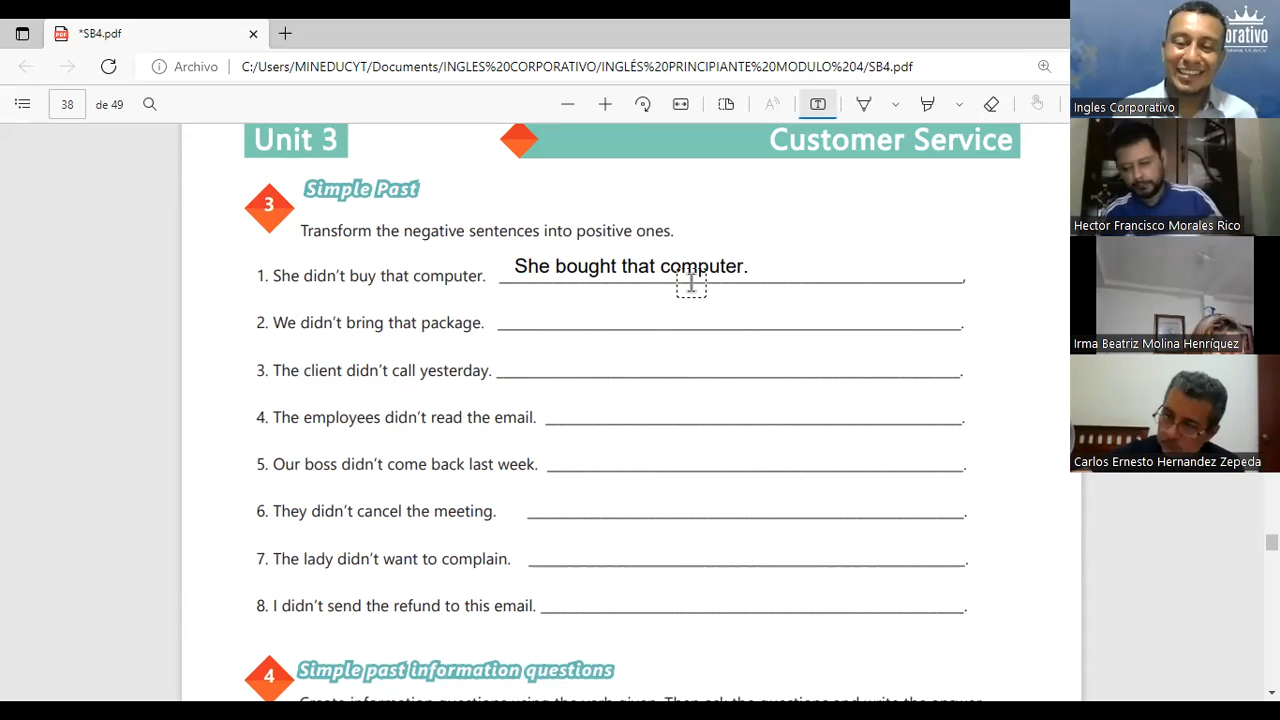 *SB4.pdf
Archivo
C:/Users/MINEDUCYT/Documents/INGLES%20CORPORATIVO/INGLÉS%20PRINCIPIANTE%20MODULO%204/SB4.pdf
38 de 49
Unit 3
Customer Service
3
Simple Past
Transform the negative sentences into positive ones.
1. She didn't buy that computer. She bought that computer. ,
2. We didn't bring that package. .
3. The client didn't call yesterday. .
4. The employees didn't read the email. .
5. Our boss didn't come back last week. .
6. They didn't cancel the meeting. .
7. The lady didn't want to complain. .
8. I didn't send the refund to this email. .
4
Simple past information questions
orativo
Ingles Corporativo
Hector Francisco Morales Rico
Irma Beatriz Molina Henríquez
Carlos Ernesto Hernandez Zepeda